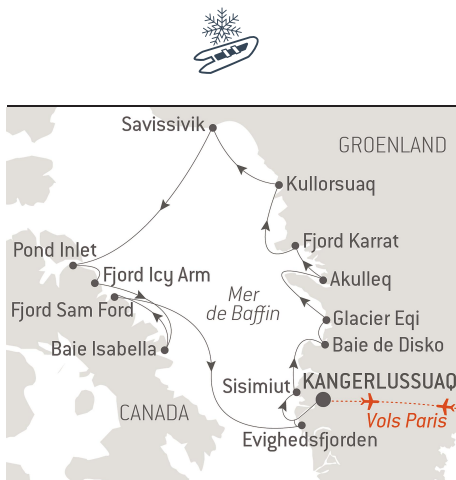 Savissivik
GROENLAND
Kullorsuaq
Pond Inlet
Fjord Karrat
Fjord Icy Arm
Akulleq
Mer
de Baffin
Fjord Sam Ford
Glacier Eqi
Baie Isabella
Baie de Disko
Sisimiut
KANGERLUSSUAQ
CANADA
Vols Paris
Evighedsfjorden